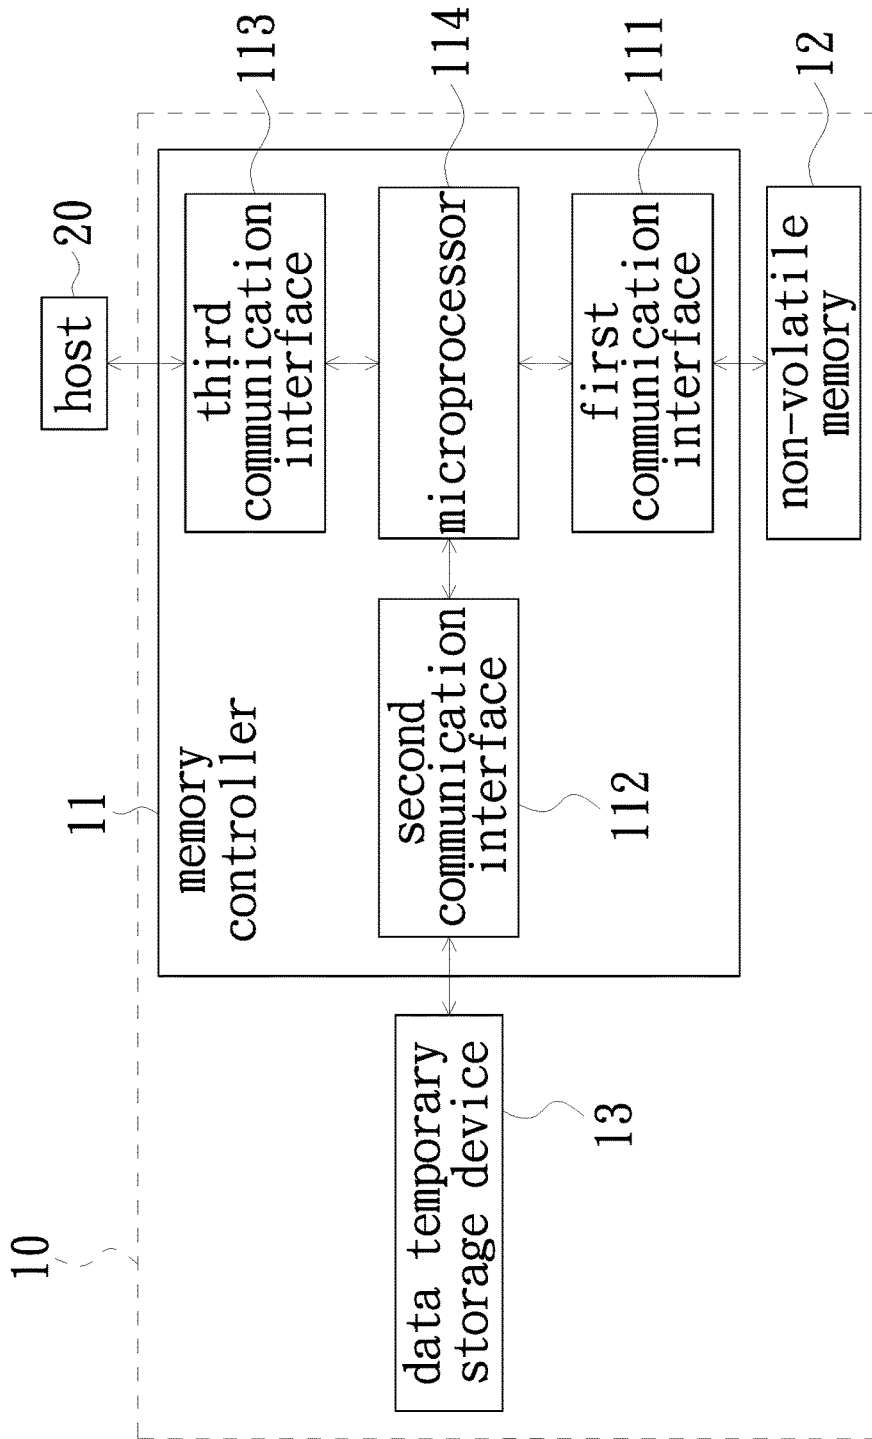 10
host
20
11
memory
controller
third
communication
interface
113
data temporary
storage device
13
second
communication
interface
112
microprocessor
114
first
communication
interface
111
non-volatile
memory
12